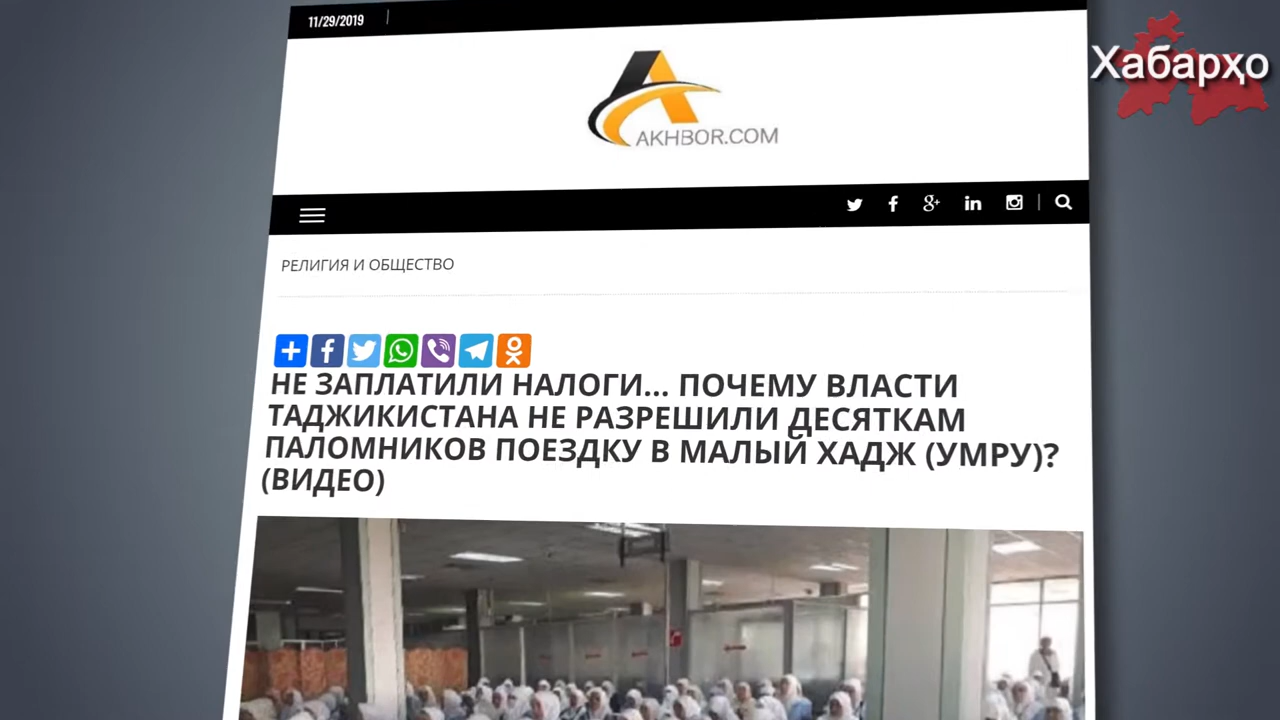 11/29/2019
Хабарҳо
AKHBOR.COM
РЕЛИГИЯ И ОБЩЕСТВО
НЕ ЗАПЛАТИЛИ НАЛОГИ... ПОЧЕМУ ВЛАСТИ
ТАДЖИКИСТАНА НЕ РАЗРЕШИЛИ ДЕСЯТКАМ
ПАЛОМНИКОВ ПОЕЗДКУ В МАЛЫЙ ХАДЖ (УМРУ)?
(ВИДЕО)